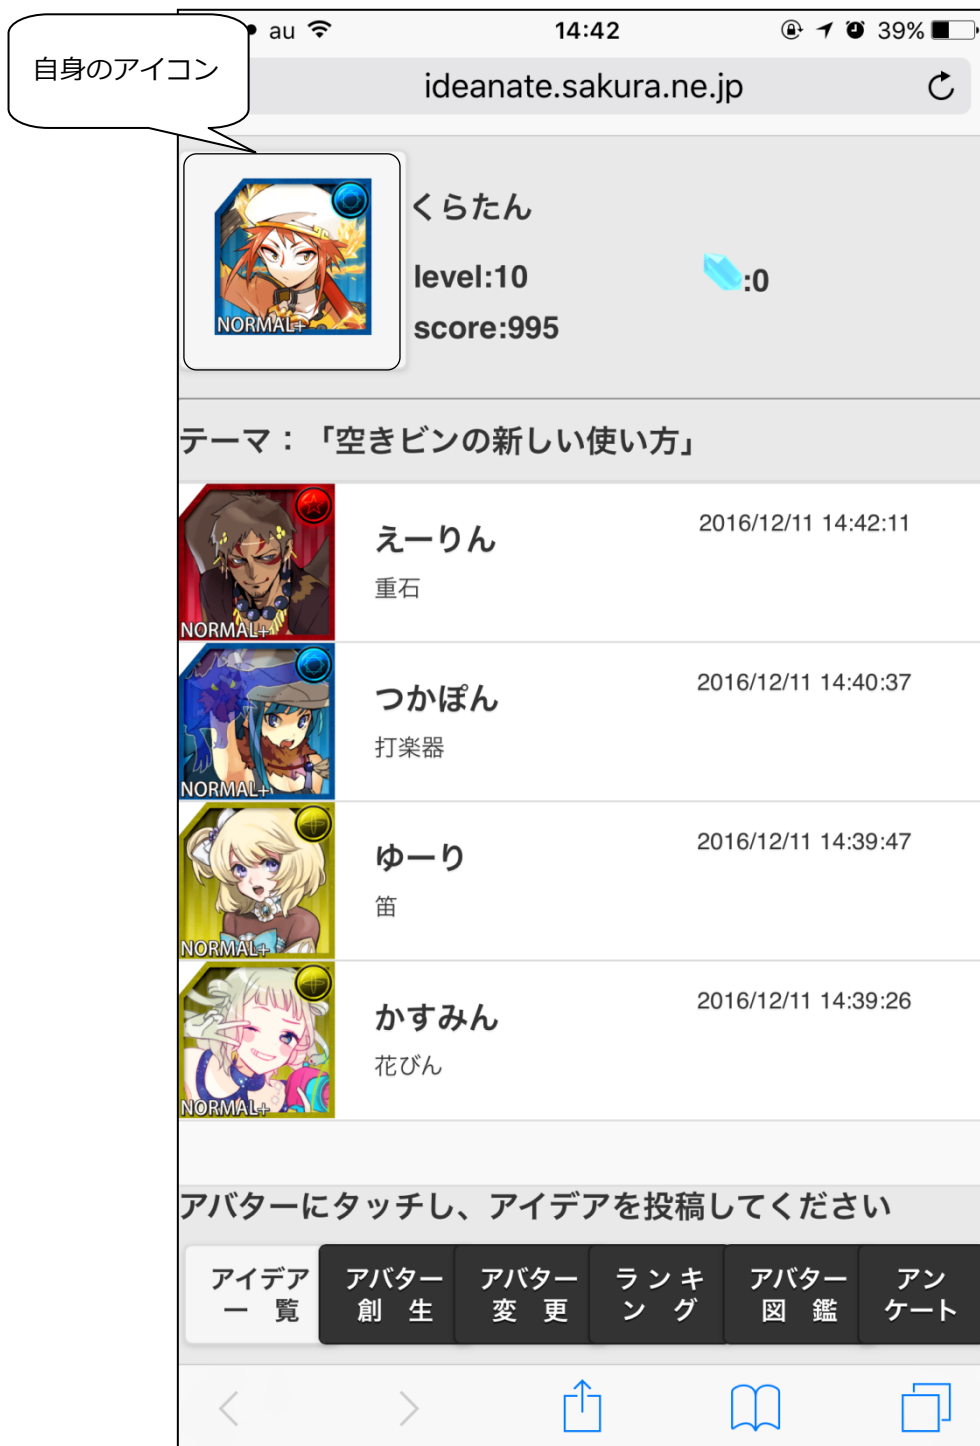 自身のアイコン
au 14:42 39%
ideanate.sakura.ne.jp
くらたん
level:10 :0
score:995
NORMAL+
テーマ：「空きビンの新しい使い方」
えーりん 2016/12/11 14:42:11
重石
NORMAL+
つかぽん 2016/12/11 14:40:37
打楽器
NORMAL+
ゆーり 2016/12/11 14:39:47
笛
NORMAL+
かすみん 2016/12/11 14:39:26
花びん
NORMAL+
アバターにタッチし、アイデアを投稿してください
アイデア アバター アバター ランキ アバター アン
一覧 創生 変更 ング 図鑑 ケート